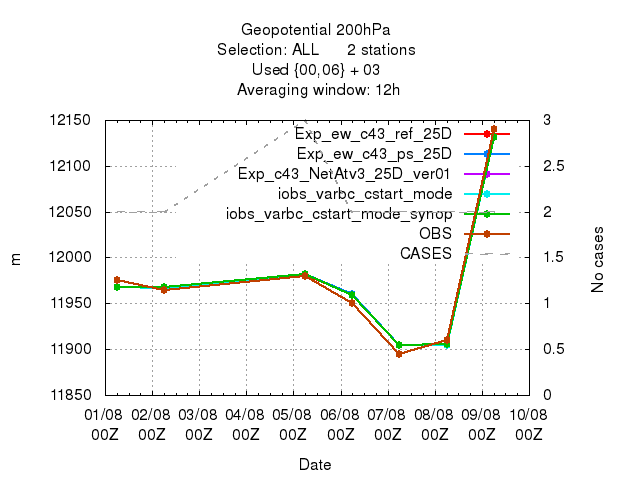 Geopotential 200hPa
Selection: ALL 2 stations
Used {00,06} + 03
Averaging window: 12h
12150
12100
12050
12000
11950
11900
11850
m
Exp_ew_c43_ref_25D
Exp_ew_c43_ps_25D
Exp_c43_NetAtv3_25D_ver01
iobs_varbc_cstart_mode
iobs_varbc_cstart_mode_synop
OBS
CASES
3
2.5
2
1.5
1
0.5
0
No cases
01/08 02/08 03/08 04/08 05/08 06/08 07/08 08/08 09/08 10/08
00Z 00Z 00Z 00Z 00Z 00Z 00Z 00Z 00Z 00Z
Date